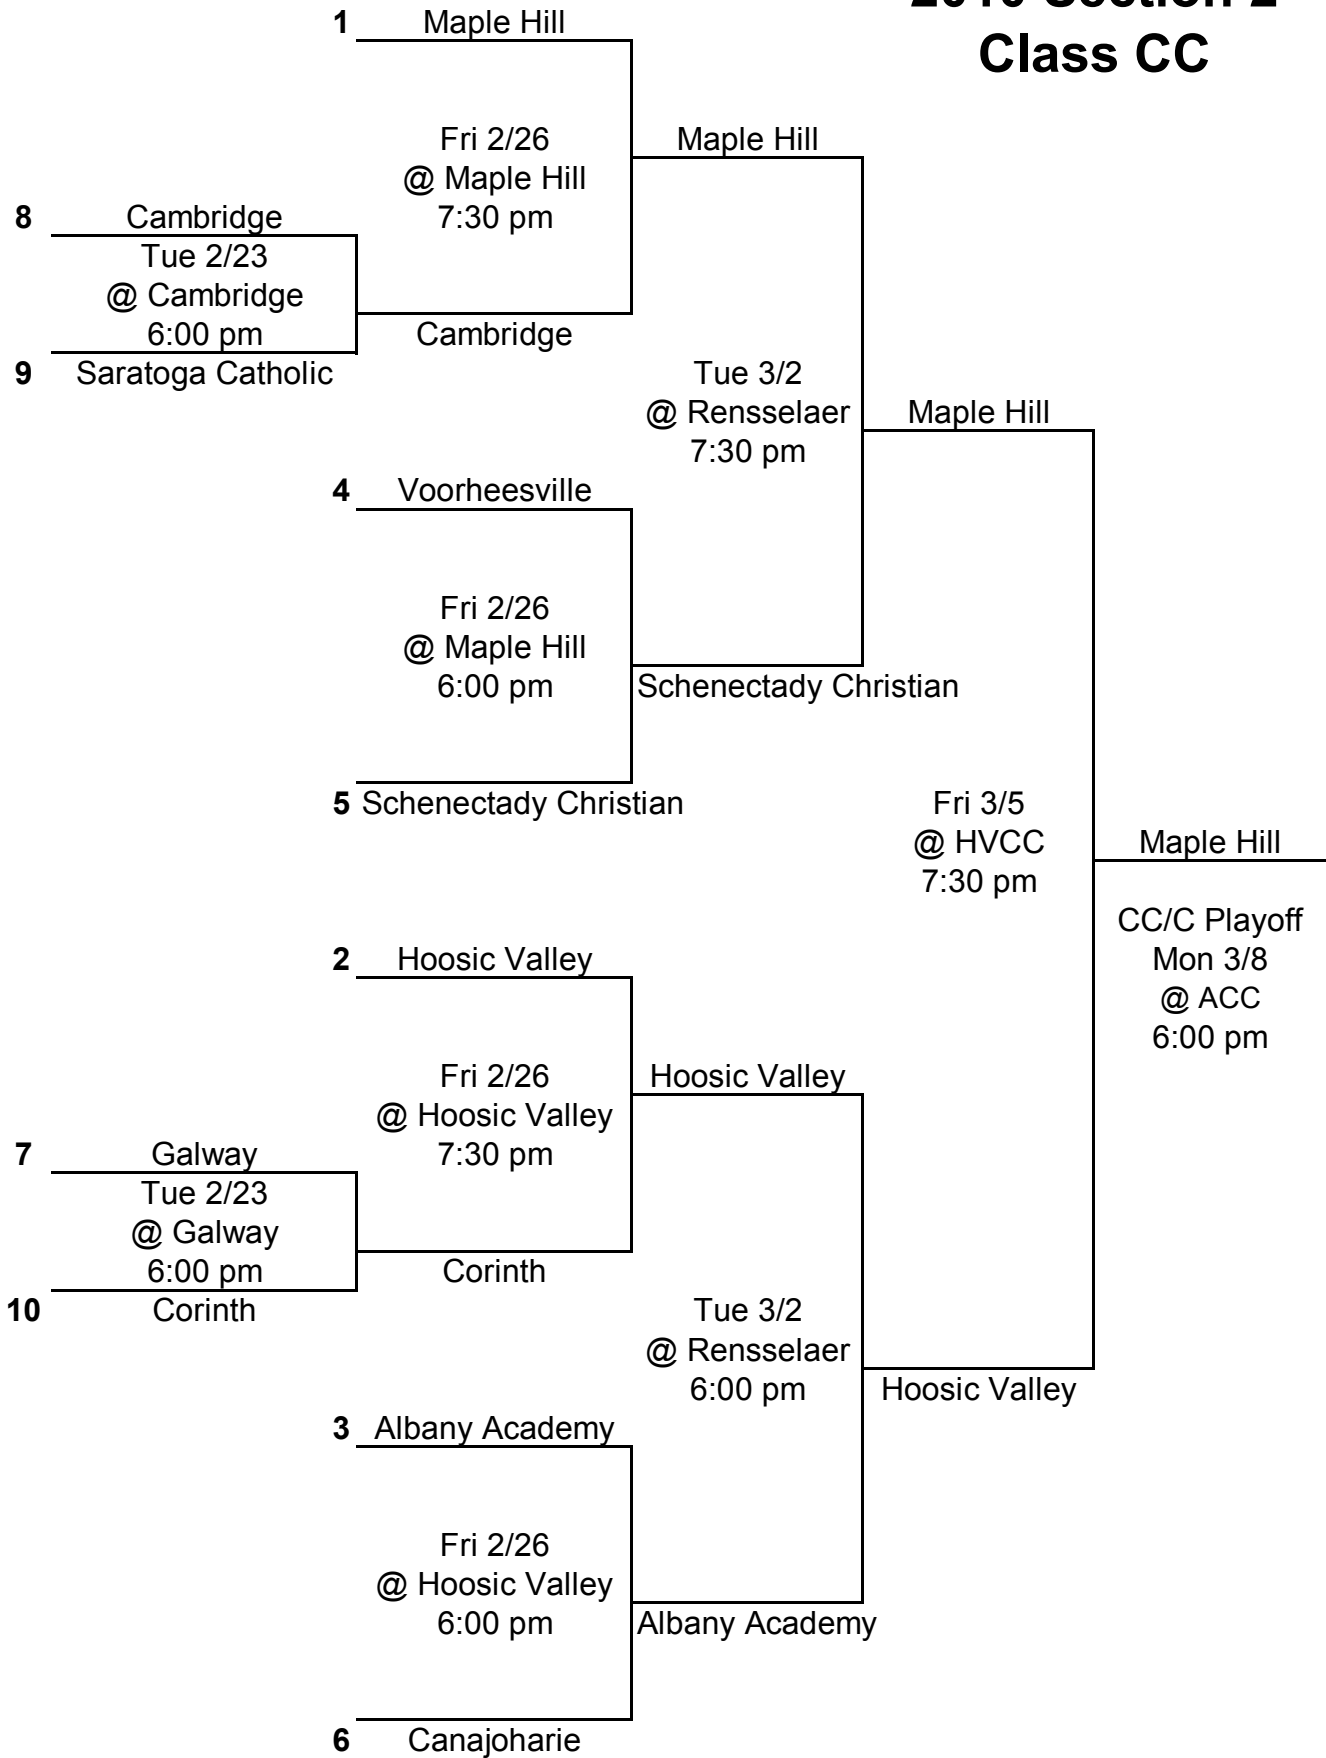 2010 Section 2
Class CC
1 Maple Hill
Fri 2/26
@ Maple Hill
7:30 pm
Maple Hill
8 Cambridge
Tue 2/23
@ Cambridge
6:00 pm
9 Saratoga Catholic
Cambridge
Tue 3/2
@ Rensselaer
7:30 pm
Maple Hill
4 Voorheesville
Fri 2/26
@ Maple Hill
6:00 pm
Schenectady Christian
5 Schenectady Christian
Fri 3/5
@ HVCC
7:30 pm
Maple Hill
CC/C Playoff
Mon 3/8
@ ACC
6:00 pm
2 Hoosic Valley
Fri 2/26
@ Hoosic Valley
7:30 pm
Hoosic Valley
7 Galway
Tue 2/23
@ Galway
6:00 pm
10 Corinth
Corinth
Tue 3/2
@ Rensselaer
6:00 pm
Hoosic Valley
3 Albany Academy
Fri 2/26
@ Hoosic Valley
6:00 pm
Albany Academy
6 Canajoharie